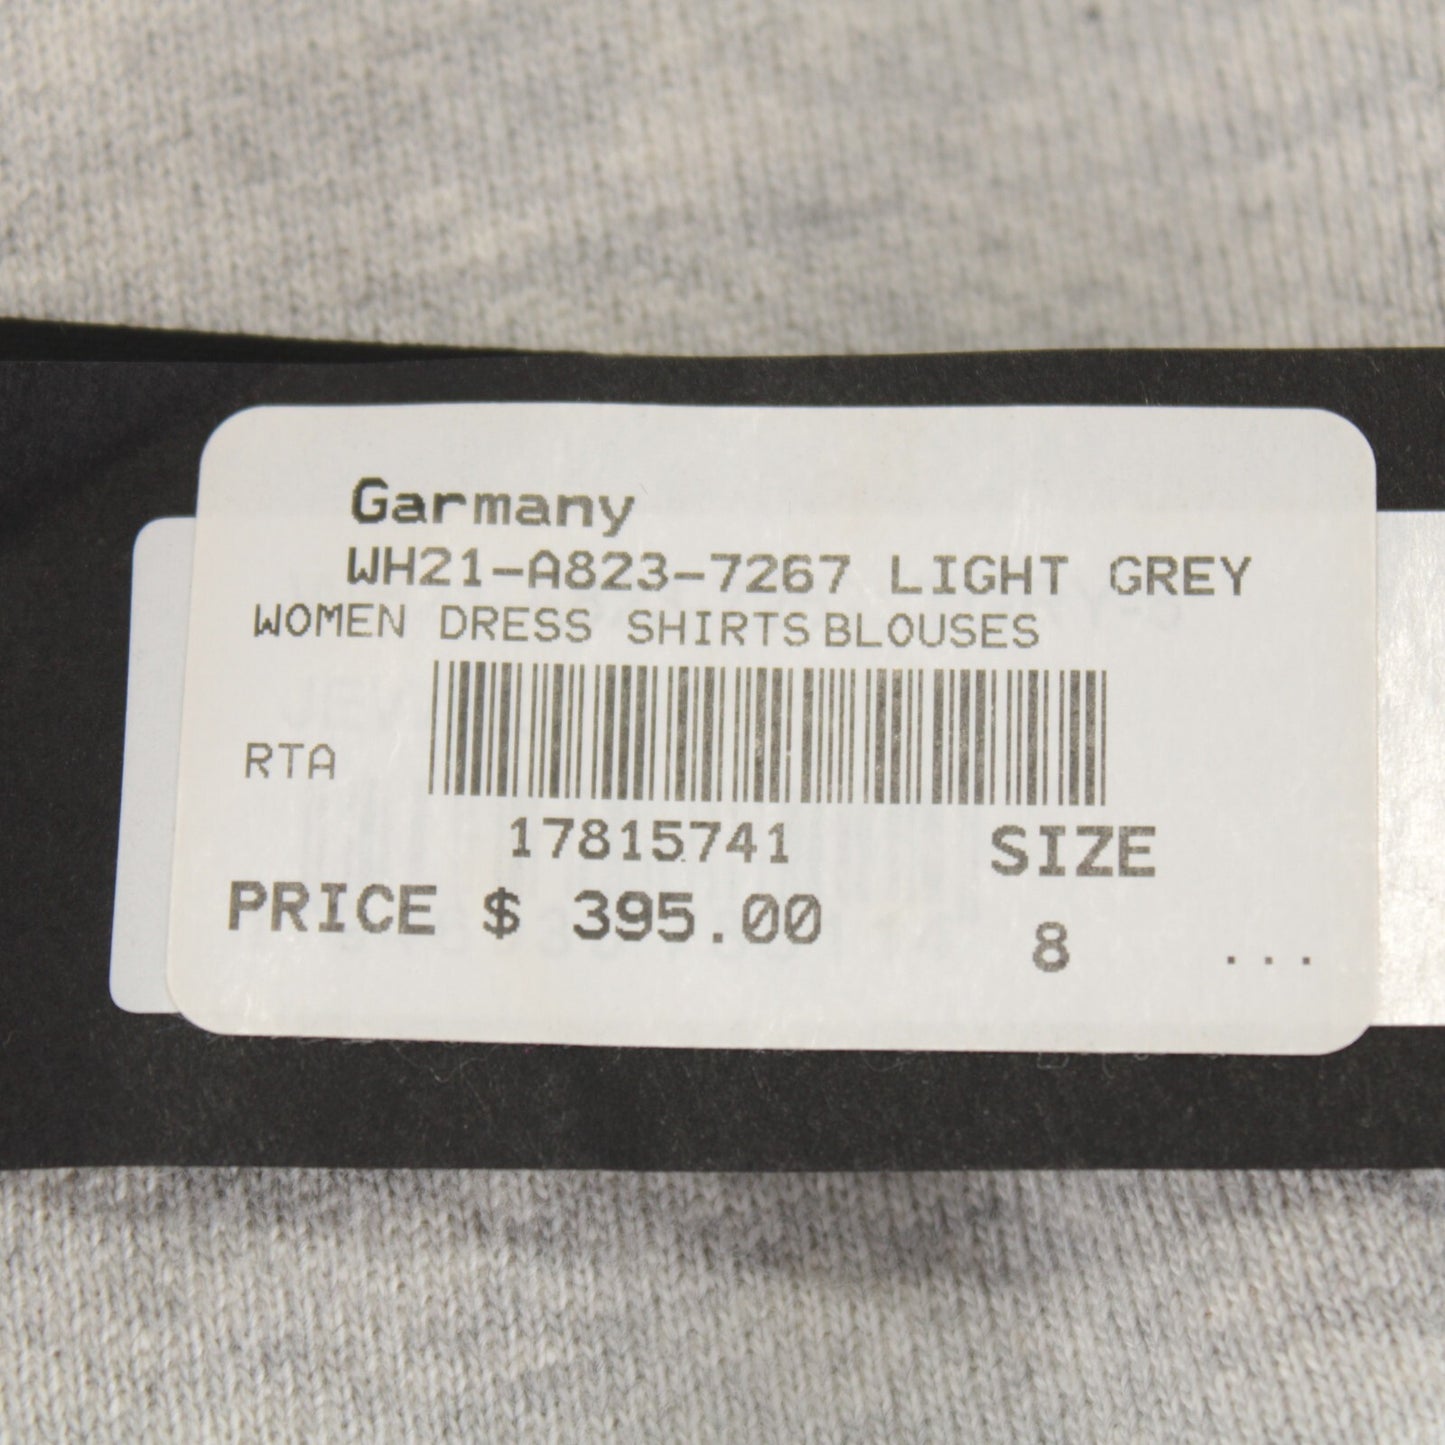 Garmany
WH21-A823-7267 LIGHT GREY
WOMEN DRESS SHIRTS BLOUSES
RTA
17815741
SIZE
PRICE $ 395.00
8 ...